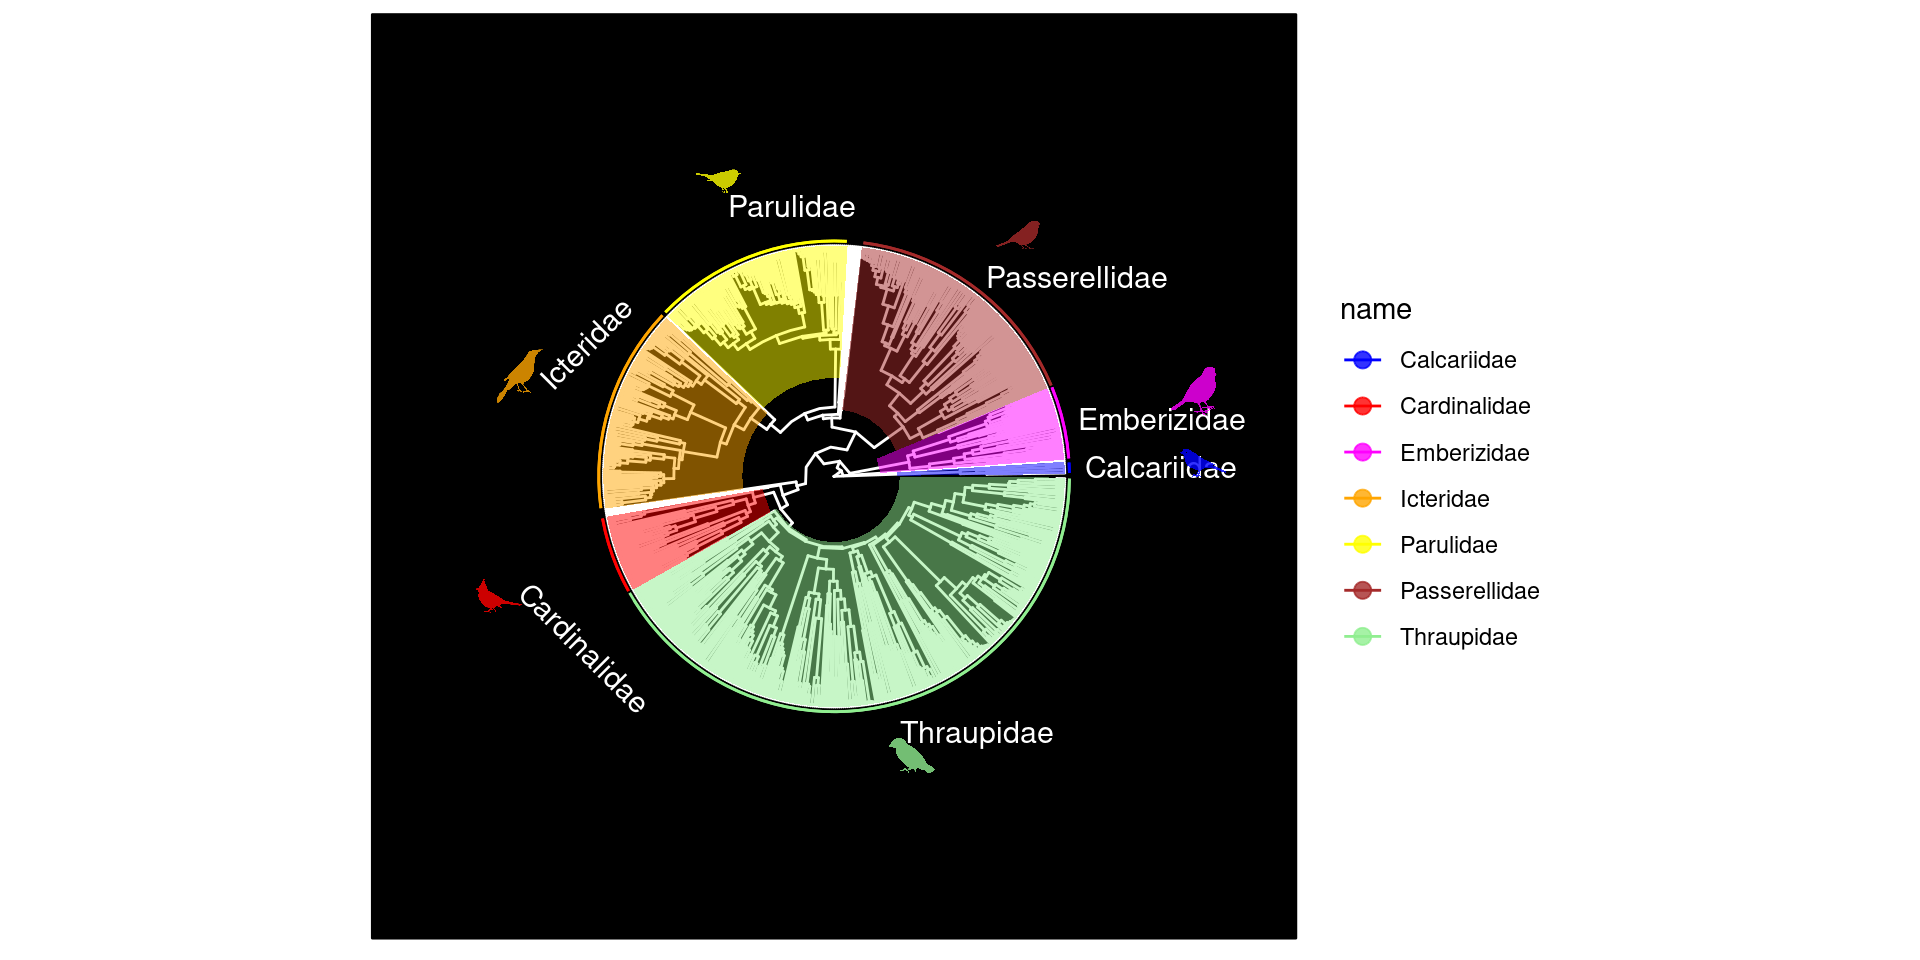 Parulidae
Passerellidae
Icteridae
Emberizidae
Calcariidae
Cardinalidae
Thraupidae
name
Calcariidae
Cardinalidae
Emberizidae
Icteridae
Parulidae
Passerellidae
Thraupidae